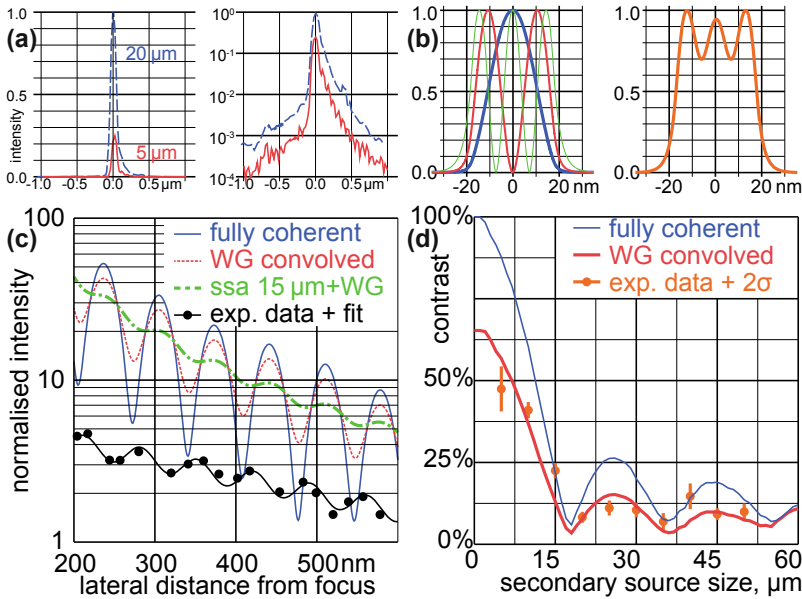 (a)
intensity
1.0
0.5
0.0
20 µm
5 µm
-1.0 0.0 0.5 µm
10⁰
10⁻¹
10⁻²
10⁻³
10⁻⁴
-1.0 0.0 0.5 µm
(b)
1.0
0.5
0.0
-20 0 20 nm
1.0
0.5
0.0
-20 0 20 nm
(c)
normalised intensity
100
10
1
fully coherent
WG convolved
ssa 15 µm+WG
exp. data + fit
200 300 400 500nm
lateral distance from focus
(d)
contrast
100%
50%
25%
0%
fully coherent
WG convolved
exp. data + 2σ
0 15 30 45 60
secondary source size, µm